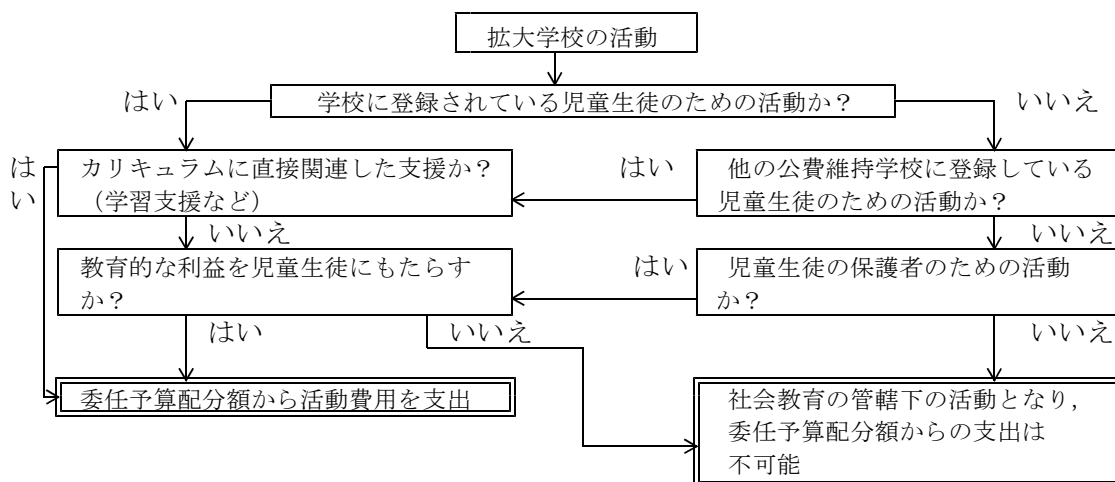 拡大学校の活動
はい
学校に登録されている児童生徒のための活動か？
いいえ
はい
カリキュラムに直接関連した支援か？
（学習支援など）
はい
他の公費維持学校に登録している
児童生徒のための活動か？
いいえ
いいえ
教育的な利益を児童生徒にもたらす
か？
はい
児童生徒の保護者のための活動
か？
はい
いいえ
いいえ
委任予算配分額から活動費用を支出
社会教育の管轄下の活動となり，
委任予算配分額からの支出は
不可能